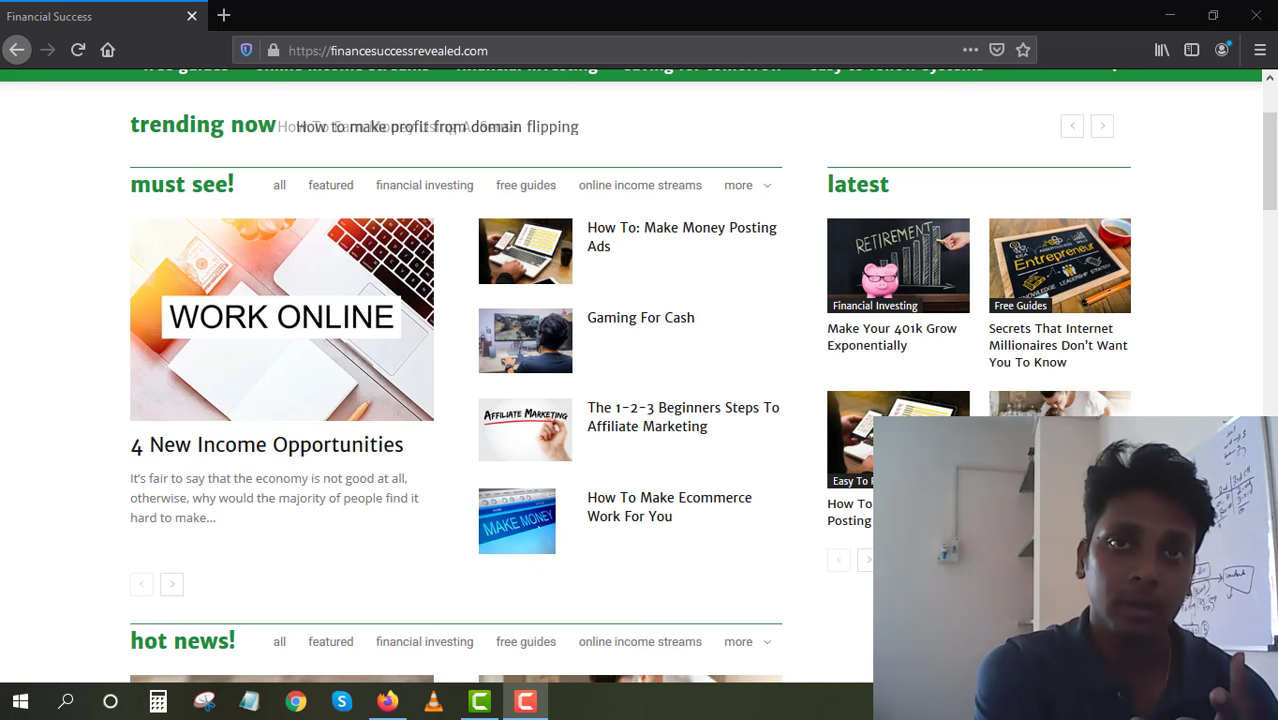 Financial Success
https://financesuccessrevealed.com
trending now
How to make profit from domain flipping
must see!
all featured financial investing free guides online income streams more
latest
WORK ONLINE
4 New Income Opportunities
It's fair to say that the economy is not good at all,
otherwise, why would the majority of people find it
hard to make...
How To: Make Money Posting
Ads
Gaming For Cash
AFFILIATE MARKETING
The 1-2-3 Beginners Steps To
Affiliate Marketing
MAKE MONEY
How To Make Ecommerce
Work For You
RETIREMENT
Financial Investing
Make Your 401k Grow
Exponentially
Entrepreneur
Free Guides
Secrets That Internet
Millionaires Don't Want
You To Know
Easy To
How To
Posting
hot news!
all featured financial investing free guides online income streams more